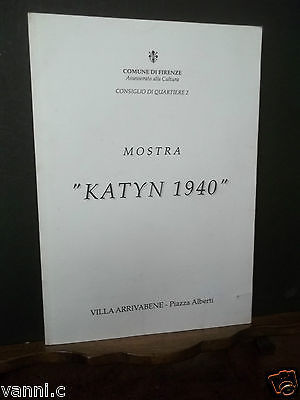 COMUNE DI FIRENZE
Assessorato alla Cultura
CONSIGLIO DI QUARTIERE 2
MOSTRA
"KATYN 1940"
VILLA ARRIVABENE - Piazza Alberti
vanni.c